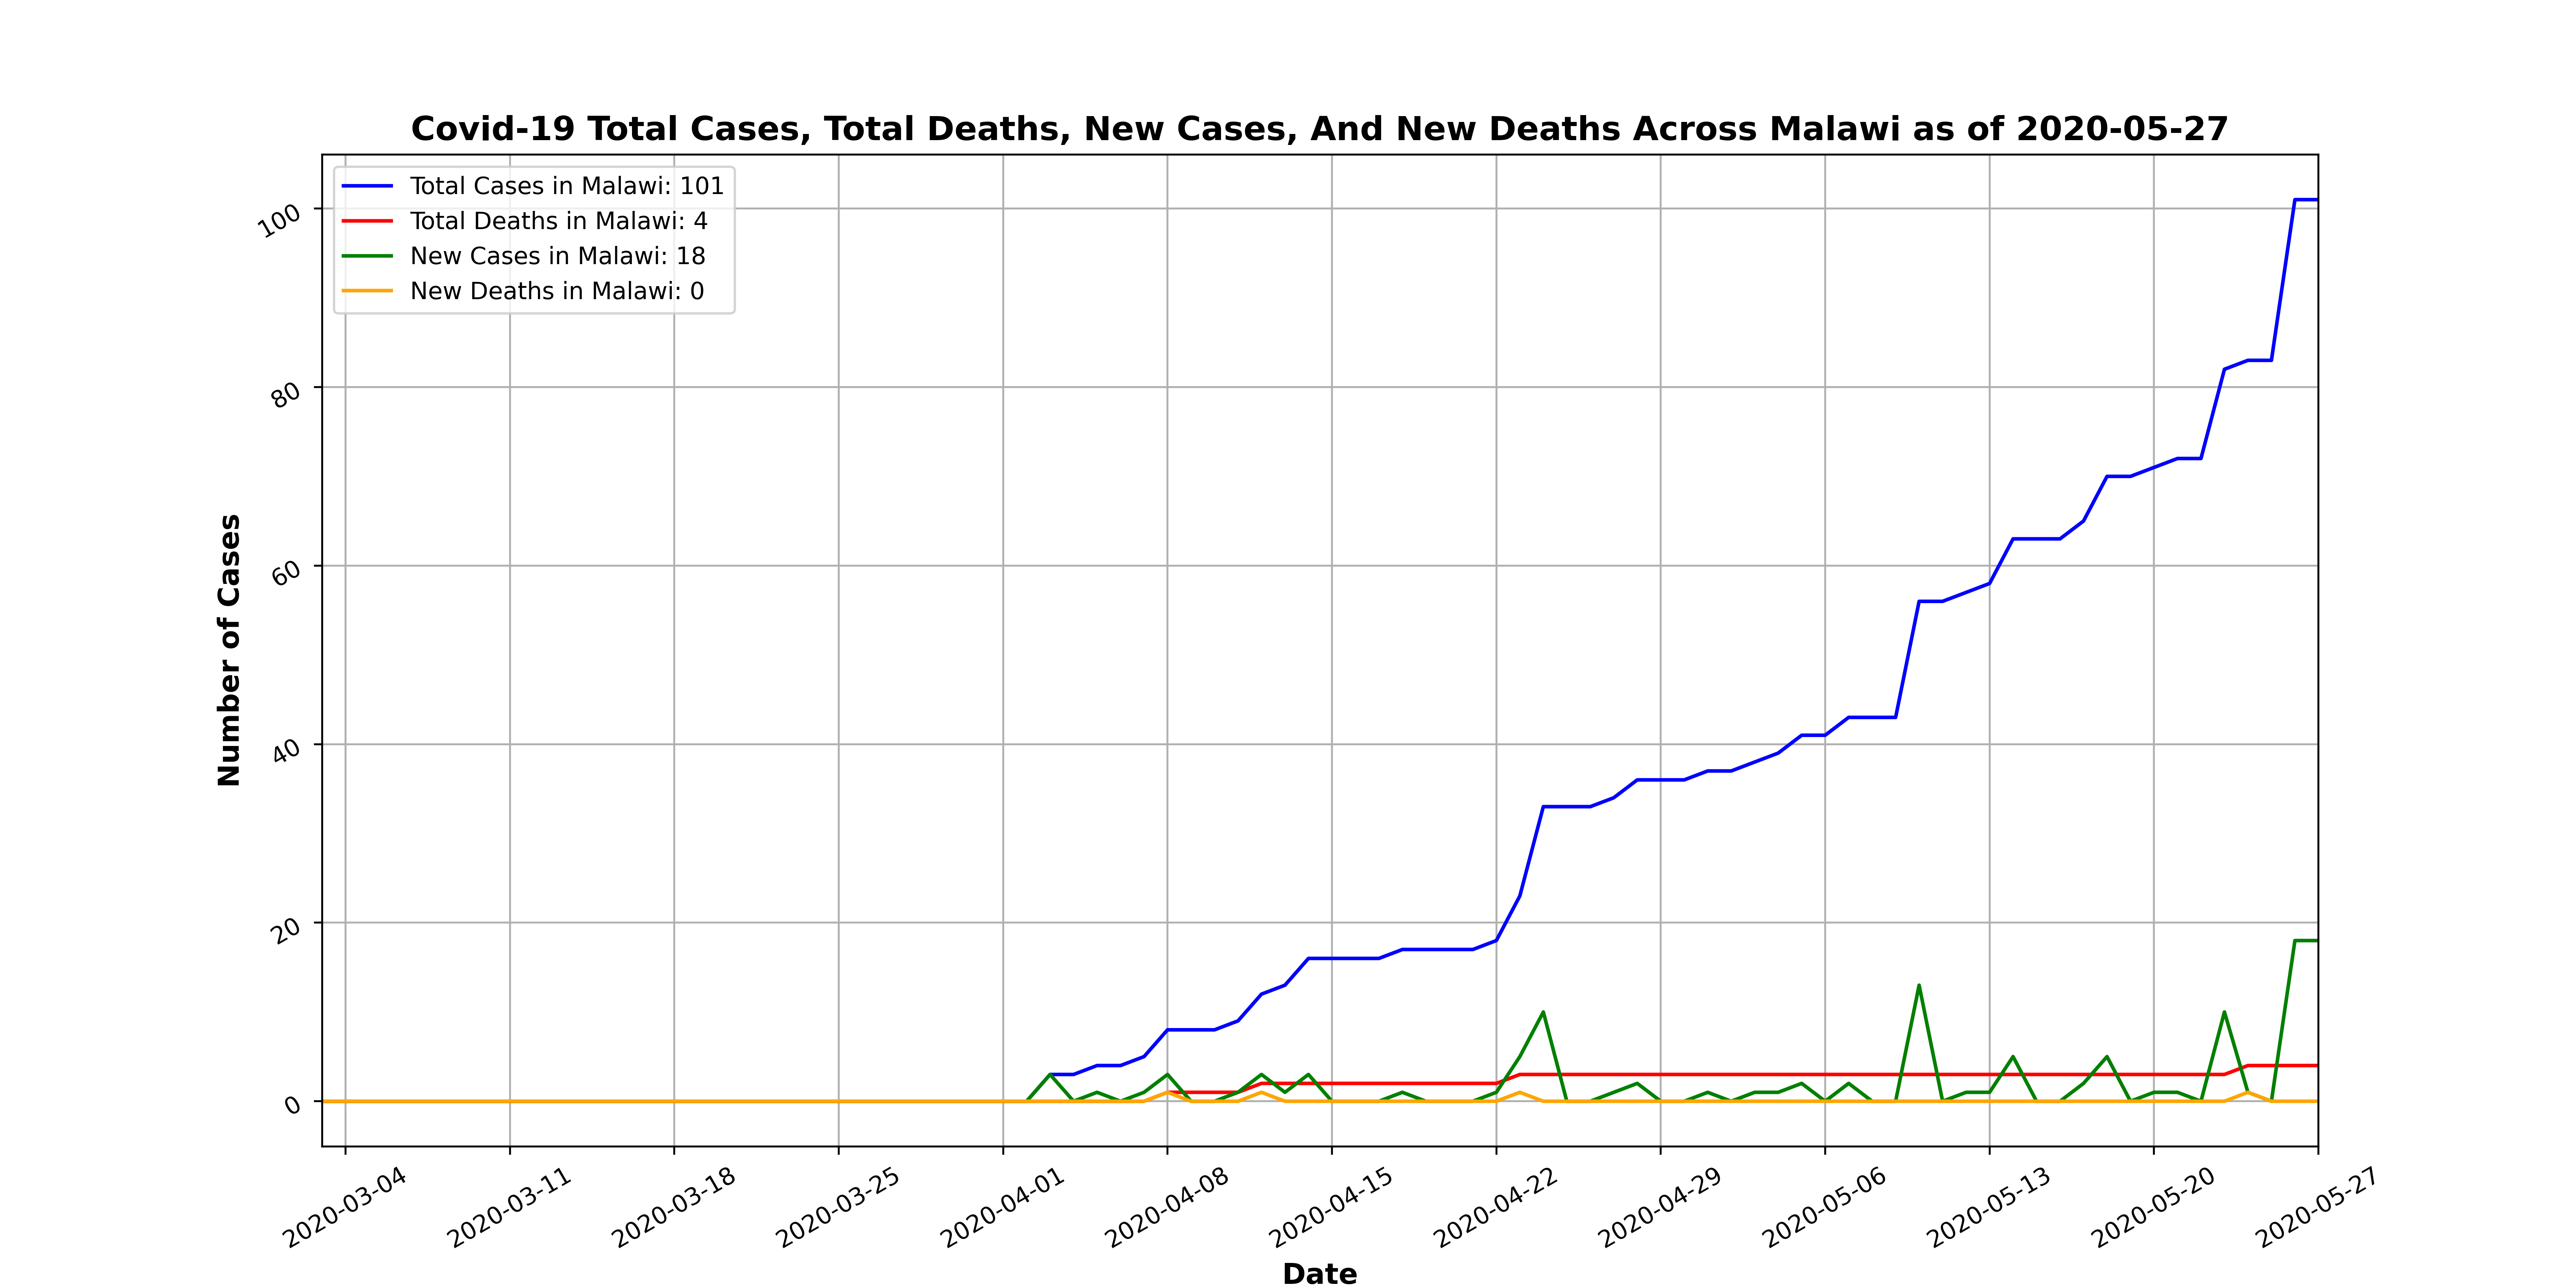 Covid-19 Total Cases, Total Deaths, New Cases, And New Deaths Across Malawi as of 2020-05-27
Total Cases in Malawi: 101
Total Deaths in Malawi: 4
New Cases in Malawi: 18
New Deaths in Malawi: 0
Number of Cases
100
80
60
40
20
0
2020-03-04
2020-03-11
2020-03-18
2020-03-25
2020-04-01
2020-04-08
2020-04-15
2020-04-22
2020-04-29
2020-05-06
2020-05-13
2020-05-20
2020-05-27
Date